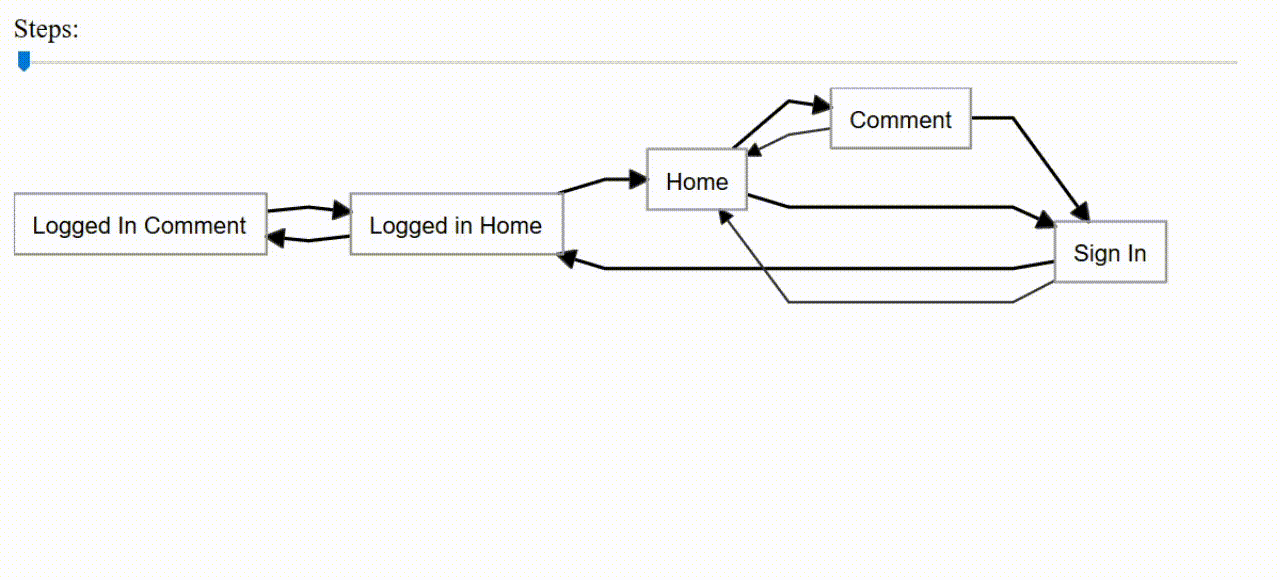 Steps:
Comment
Home
Logged In Comment
Logged in Home
Sign In